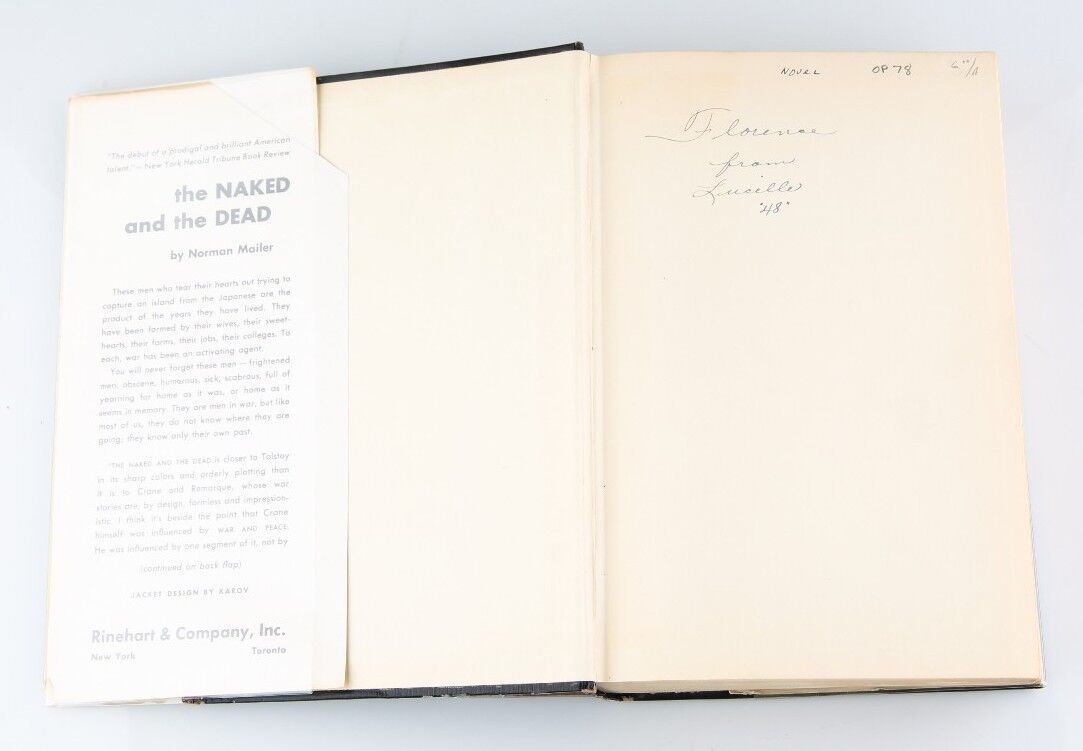 "The debut of a prodigal and brilliant American
talent." — New York Herald Tribune Book Review
the NAKED
and the DEAD
by Norman Mailer
These men who tear their hearts out trying to
capture an island from the Japanese are the
product of the years they have lived. They
have been formed by their wives, their sweet-
hearts, their farms, their jobs, their colleges. To
each, war has been an activating agent.
You will never forget these men — frightened
men, obscene, humorous, sick, scabrous, full of
yearning for home as it was, or home as it
seems in memory. They are men in war, but like
most of us, they do not know where they are
going; they know only their own past.
"THE NAKED AND THE DEAD is closer to Tolstoy
in its sharp colors and orderly plotting than
it is to Crane and Remarque, whose war
stories are, by design, formless and impression-
istic. I think it's beside the point that Crane
himself was influenced by WAR AND PEACE.
He was influenced by one segment of it, not by
(continued on back flap)
JACKET DESIGN BY KAROV
Rinehart & Company, Inc.
New York Toronto
NOVEL OP 78
Florence
from
Lucille
"48"